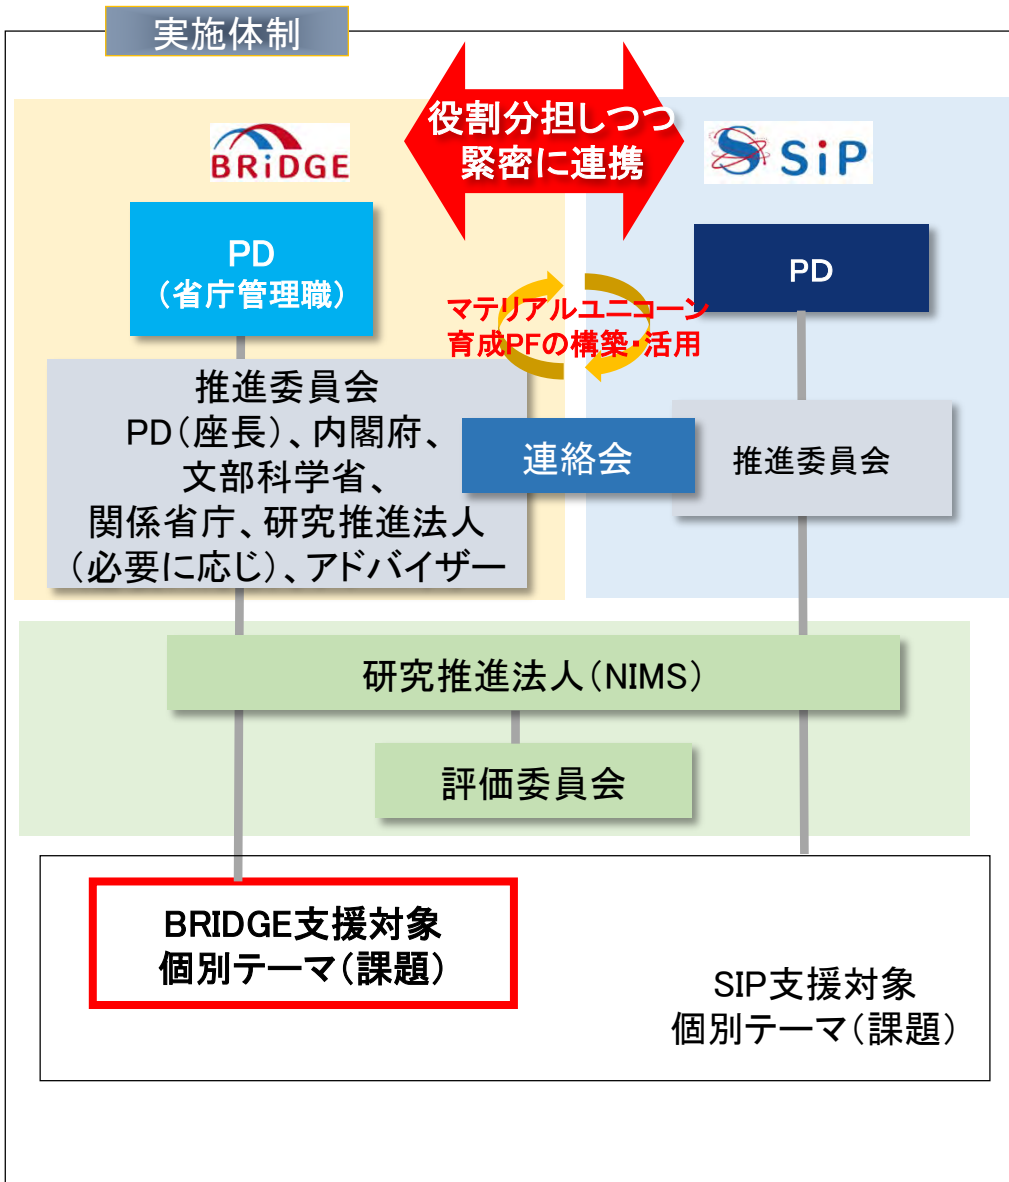 実施体制
役割分担しつつ
緊密に連携
BRiDGE
SiP
PD
(省庁管理職)
PD
マテリアルユニコーン
育成PFの構築・活用
推進委員会
PD(座長)、内閣府、
文部科学省、
関係省庁、研究推進法人
(必要に応じ)、アドバイザー
連絡会
推進委員会
研究推進法人(NIMS)
評価委員会
BRIDGE支援対象
個別テーマ(課題)
SIP支援対象
個別テーマ(課題)